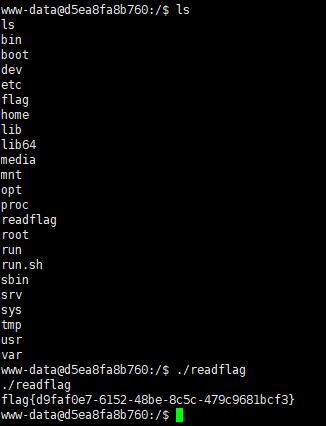 www-data@d5ea8fa8b760:/$ ls
ls
bin
boot
dev
etc
flag
home
lib
lib64
media
mnt
opt
proc
readflag
root
run
run.sh
sbin
srv
sys
tmp
usr
var
www-data@d5ea8fa8b760:/$ ./readflag
./readflag
flag{d9faf0e7-6152-48be-8c5c-479c9681bcf3}
www-data@d5ea8fa8b760:/$